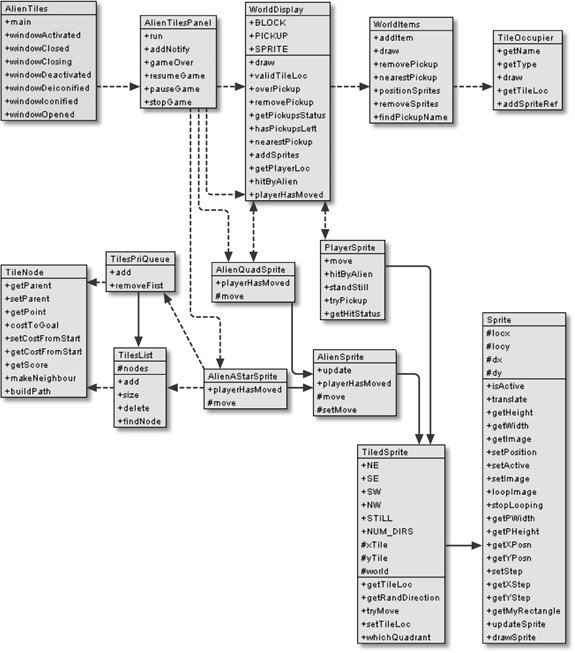 AlienTiles
+main
+windowActivated
+windowClosed
+windowClosing
+windowDeactivated
+windowDeiconified
+windowIconified
+windowOpened
AlienTilesPanel
+run
+addNotify
+gameOver
+resumeGame
+pauseGame
+stopGame
WorldDisplay
+BLOCK
+PICKUP
+SPRITE
+draw
+validTileLoc
+overPickup
+removePickup
+getPickupsStatus
+hasPickupsLeft
+nearestPickup
+addSprites
+getPlayerLoc
+hitByAlien
+playerHasMoved
WorldItems
+addItem
+draw
+removePickup
+nearestPickup
+positionSprites
+removeSprites
+findPickupName
TileOccupier
+getName
+getType
+draw
+getTileLoc
+addSpriteRef
TileNode
+getParent
+setParent
+getPoint
+costToGoal
+setCostFromStart
+getCostFromStart
+getScore
+makeNeighbour
+buildPath
TilesPriQueue
+add
+removeFirst
TilesList
#nodes
+add
+size
+delete
+findNode
AlienQuadSprite
+playerHasMoved
#move
AlienAStarSprite
+playerHasMoved
#move
PlayerSprite
+move
+hitByAlien
+standStill
+tryPickup
+getHitStatus
AlienSprite
+update
+playerHasMoved
#move
#setMove
TiledSprite
+NE
+SE
+SW
+NW
+STILL
+NUM_DIRS
#xTile
#yTile
#world
+getTileLoc
+getRandDirection
+tryMove
+setTileLoc
+whichQuadrant
Sprite
#locx
#locy
#dx
#dy
+isActive
+translate
+getHeight
+getWidth
+getImage
+setPosition
+setActive
+setImage
+loopImage
+stopLooping
+getPWidth
+getPHeight
+getXPosn
+getYPosn
+setStep
+getXStep
+getYStep
+getMyRectangle
+updateSprite
+drawSprite